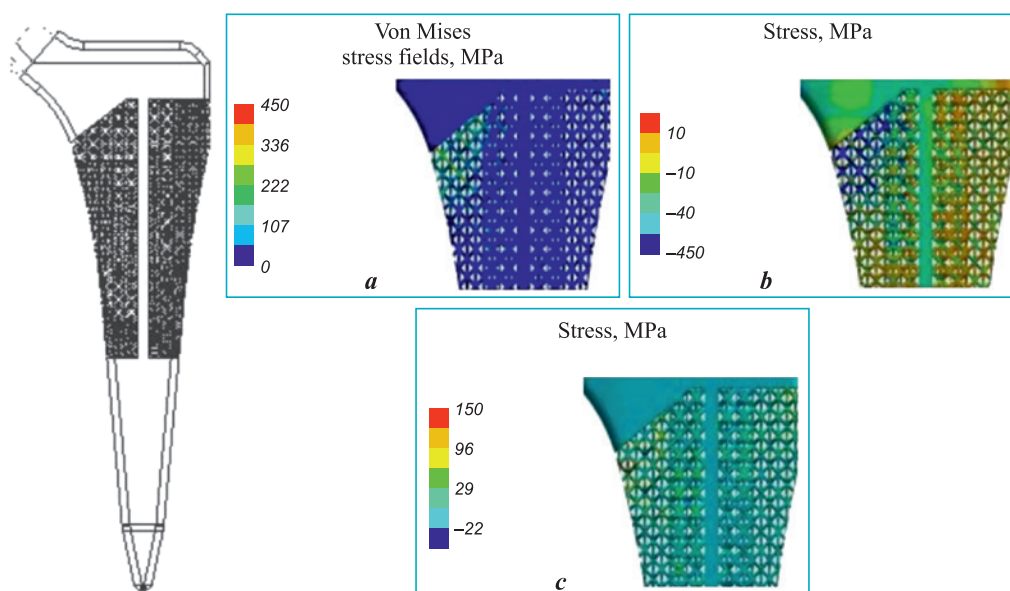 Von Mises
stress fields, MPa
450
336
222
107
0
a
Stress, MPa
10
–10
–40
–450
b
Stress, MPa
150
96
29
–22
c